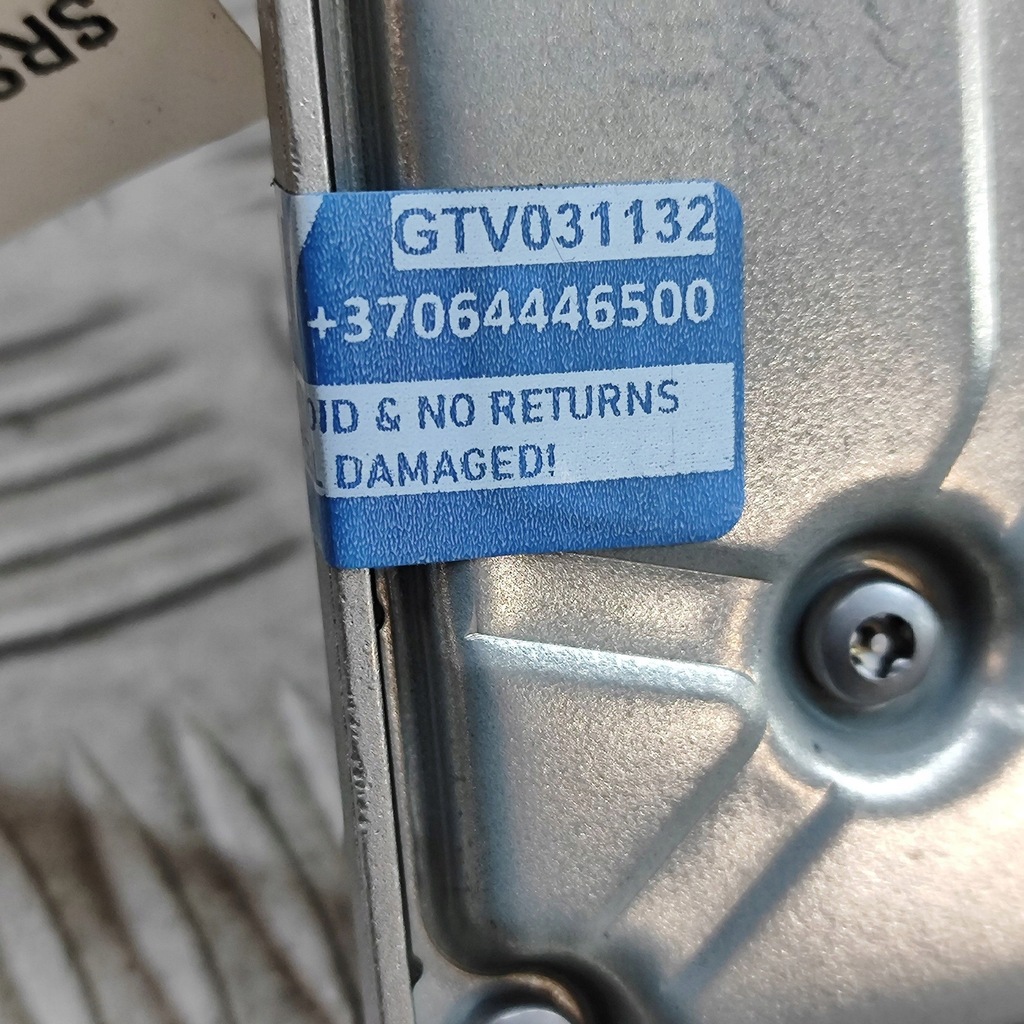 GTV031132
+37064446500
OID & NO RETURNS
L DAMAGED!